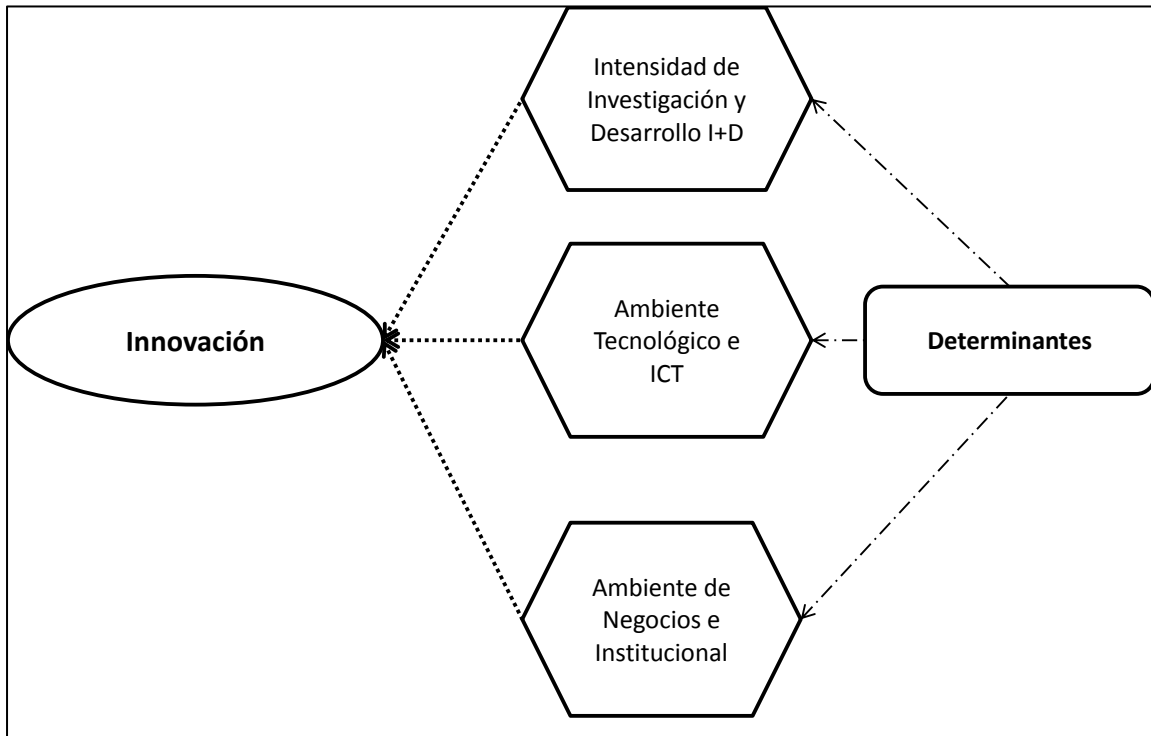 Intensidad de
Investigación y
Desarrollo I+D
Innovación
Ambiente
Tecnológico e
ICT
Determinantes
Ambiente de
Negocios e
Institucional